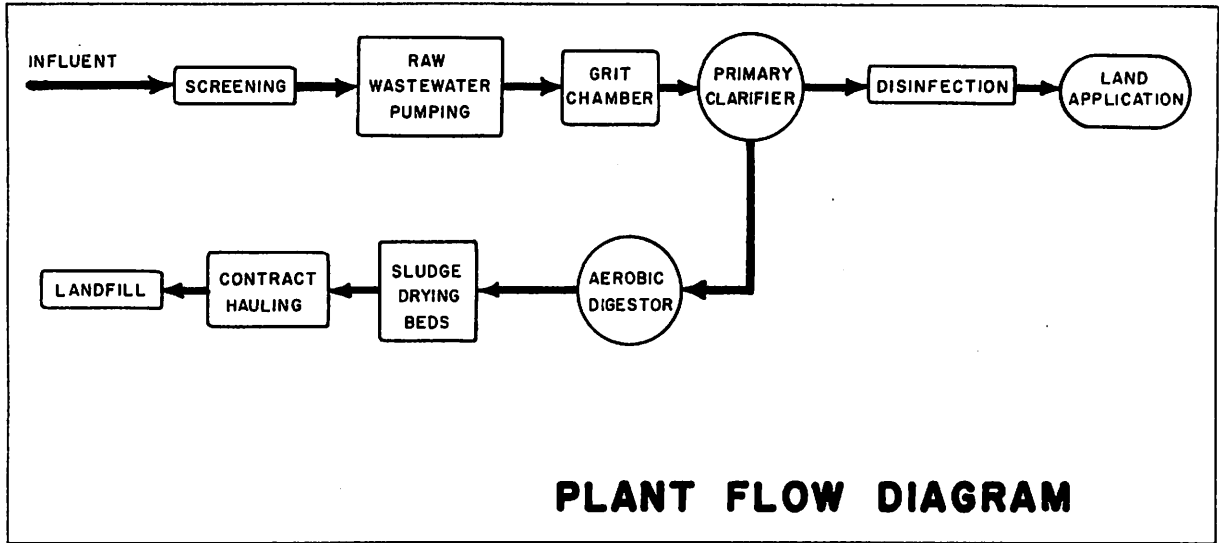 INFLUENT
SCREENING
RAW
WASTEWATER
PUMPING
GRIT
CHAMBER
PRIMARY
CLARIFIER
DISINFECTION
LAND
APPLICATION
LANDFILL
CONTRACT
HAULING
SLUDGE
DRYING
BEDS
AEROBIC
DIGESTOR
PLANT FLOW DIAGRAM